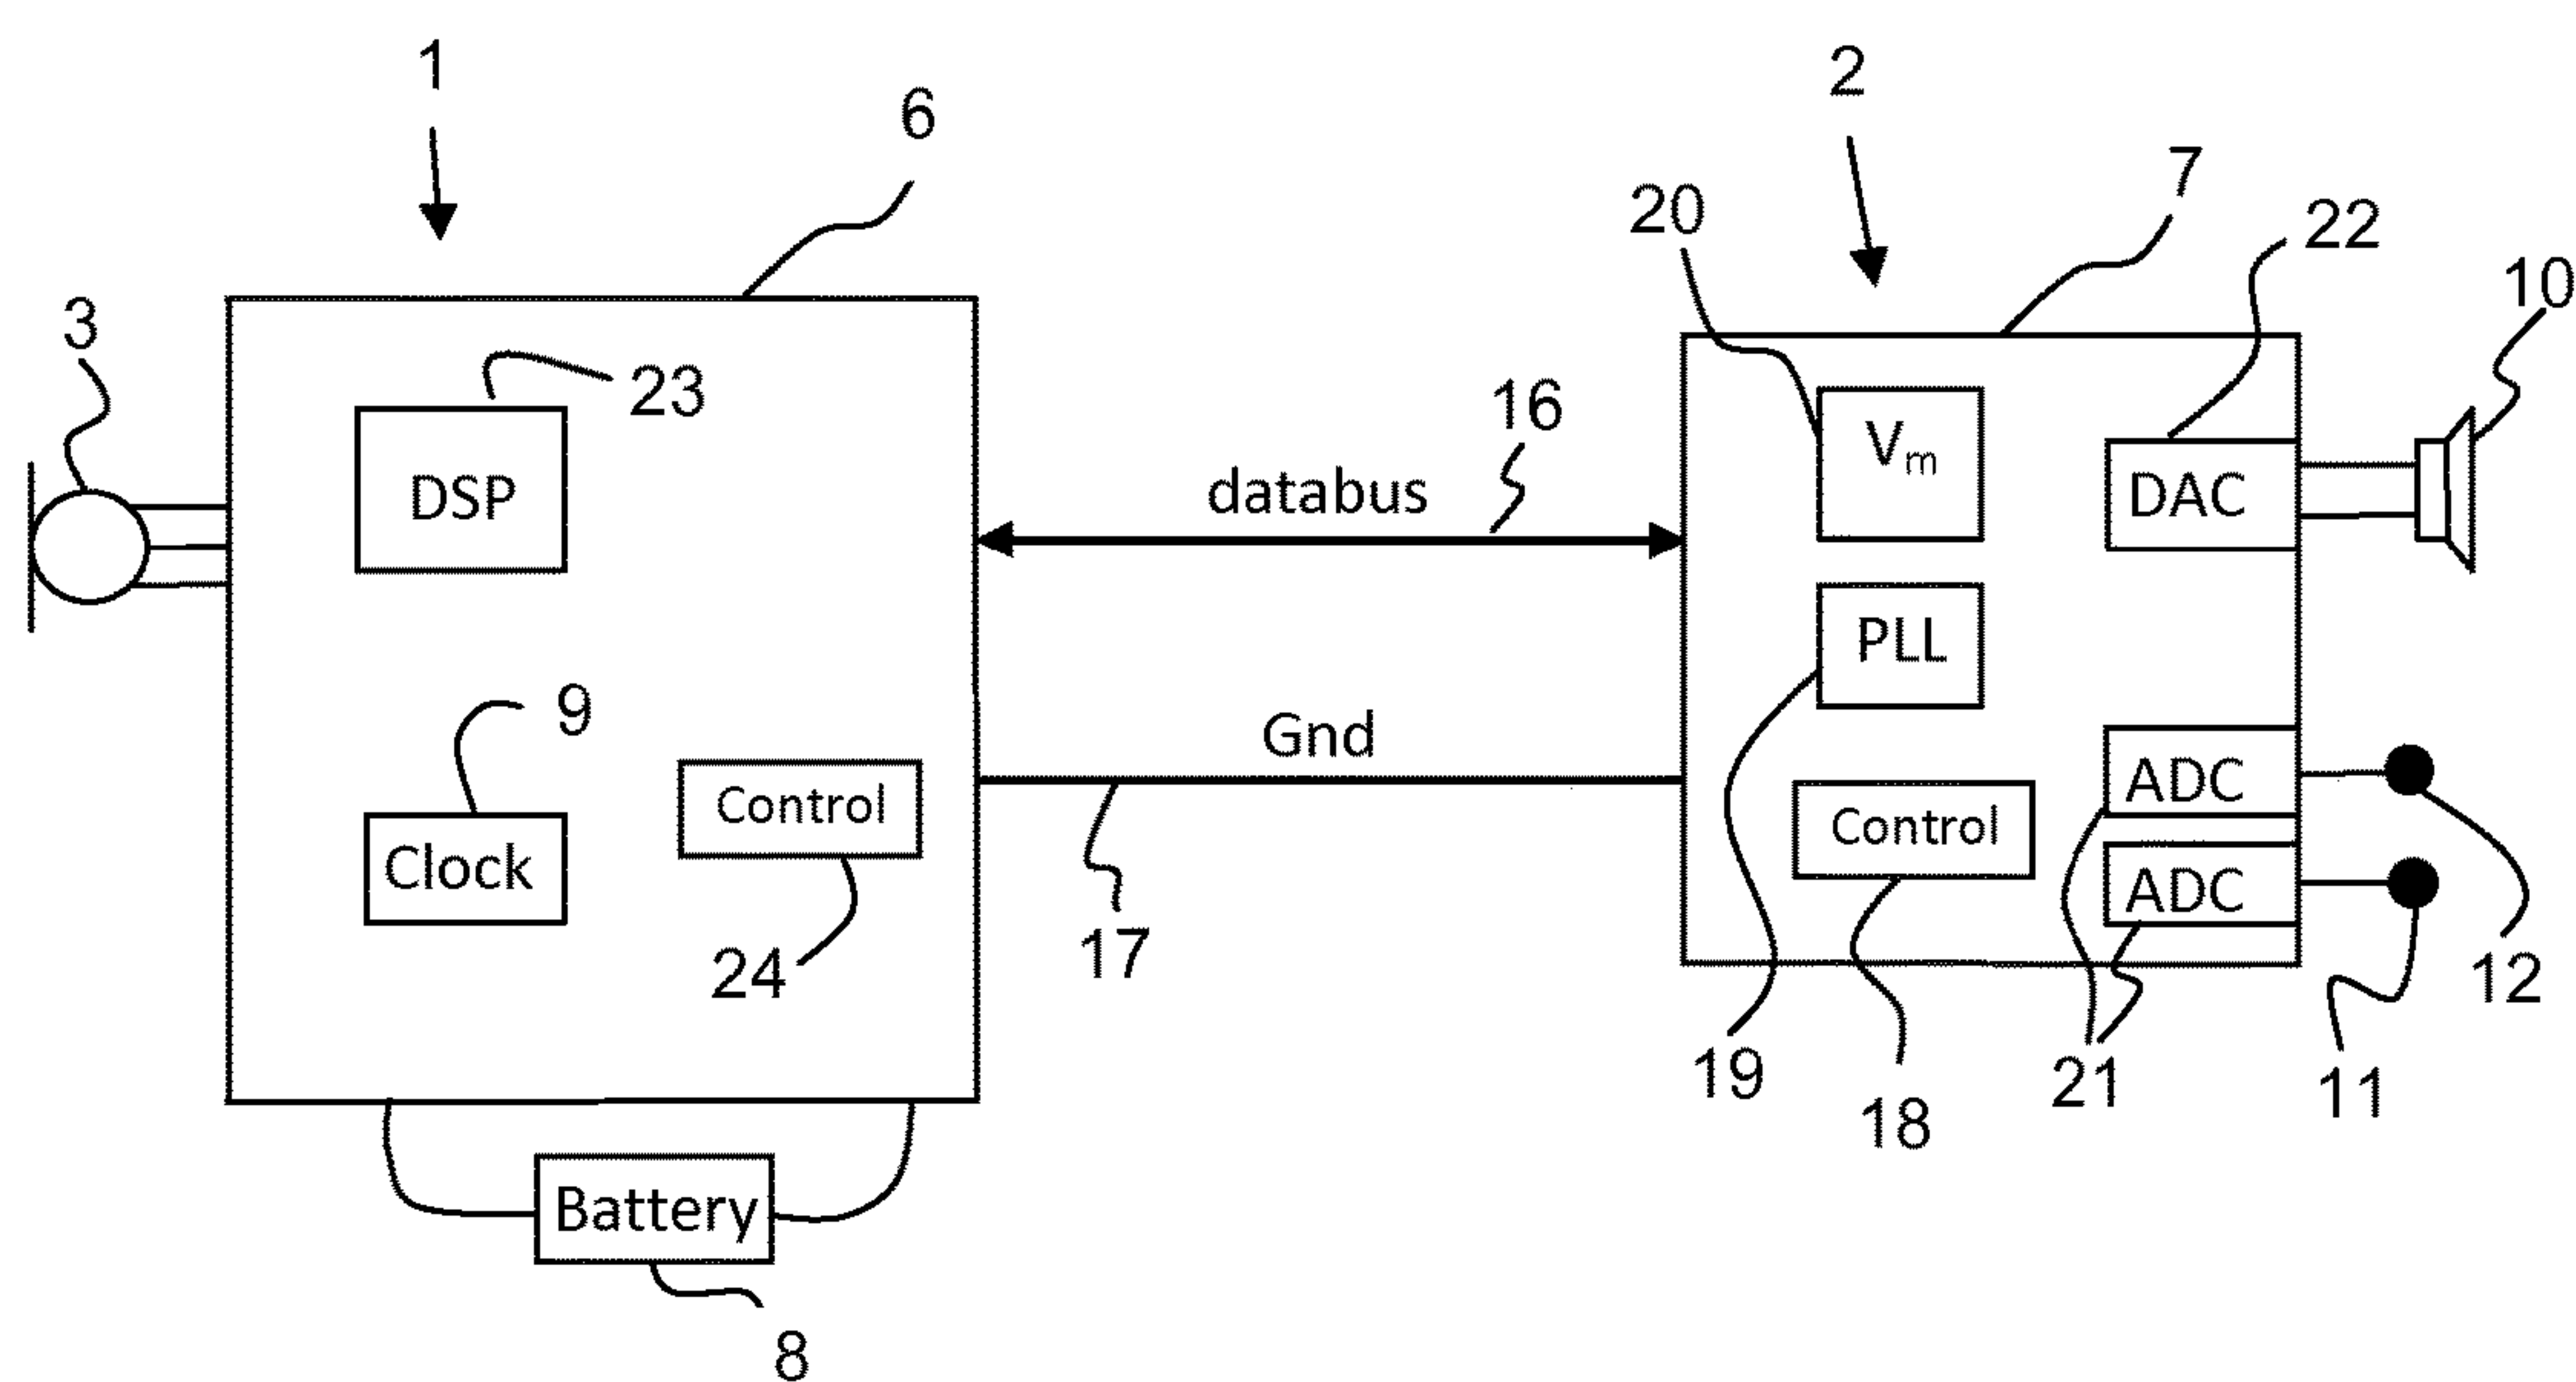 1
2
6
7
20
22
10
3
23
16
DSP
databus
Vm
DAC
PLL
9
Gnd
Control
ADC
Clock
Control
ADC
24
17
12
19
21
11
18
Battery
8